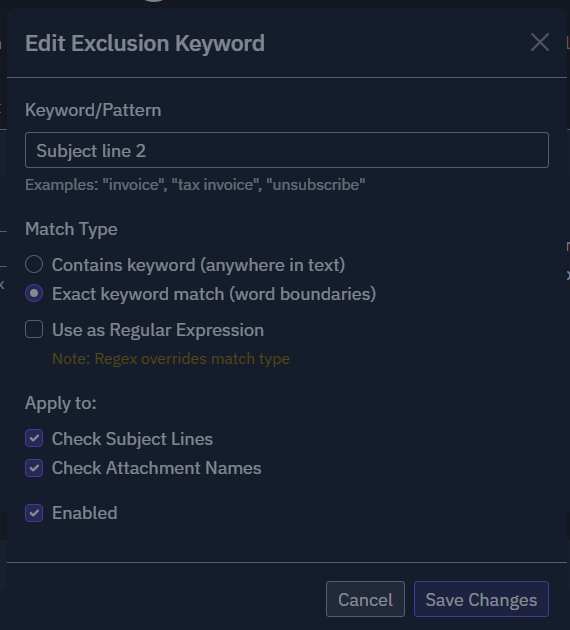 Edit Exclusion Keyword
Keyword/Pattern
Subject line 2
Examples: "invoice", "tax invoice", "unsubscribe"
Match Type
Contains keyword (anywhere in text)
Exact keyword match (word boundaries)
Use as Regular Expression
Note: Regex overrides match type
Apply to:
Check Subject Lines
Check Attachment Names
Enabled
Cancel
Save Changes